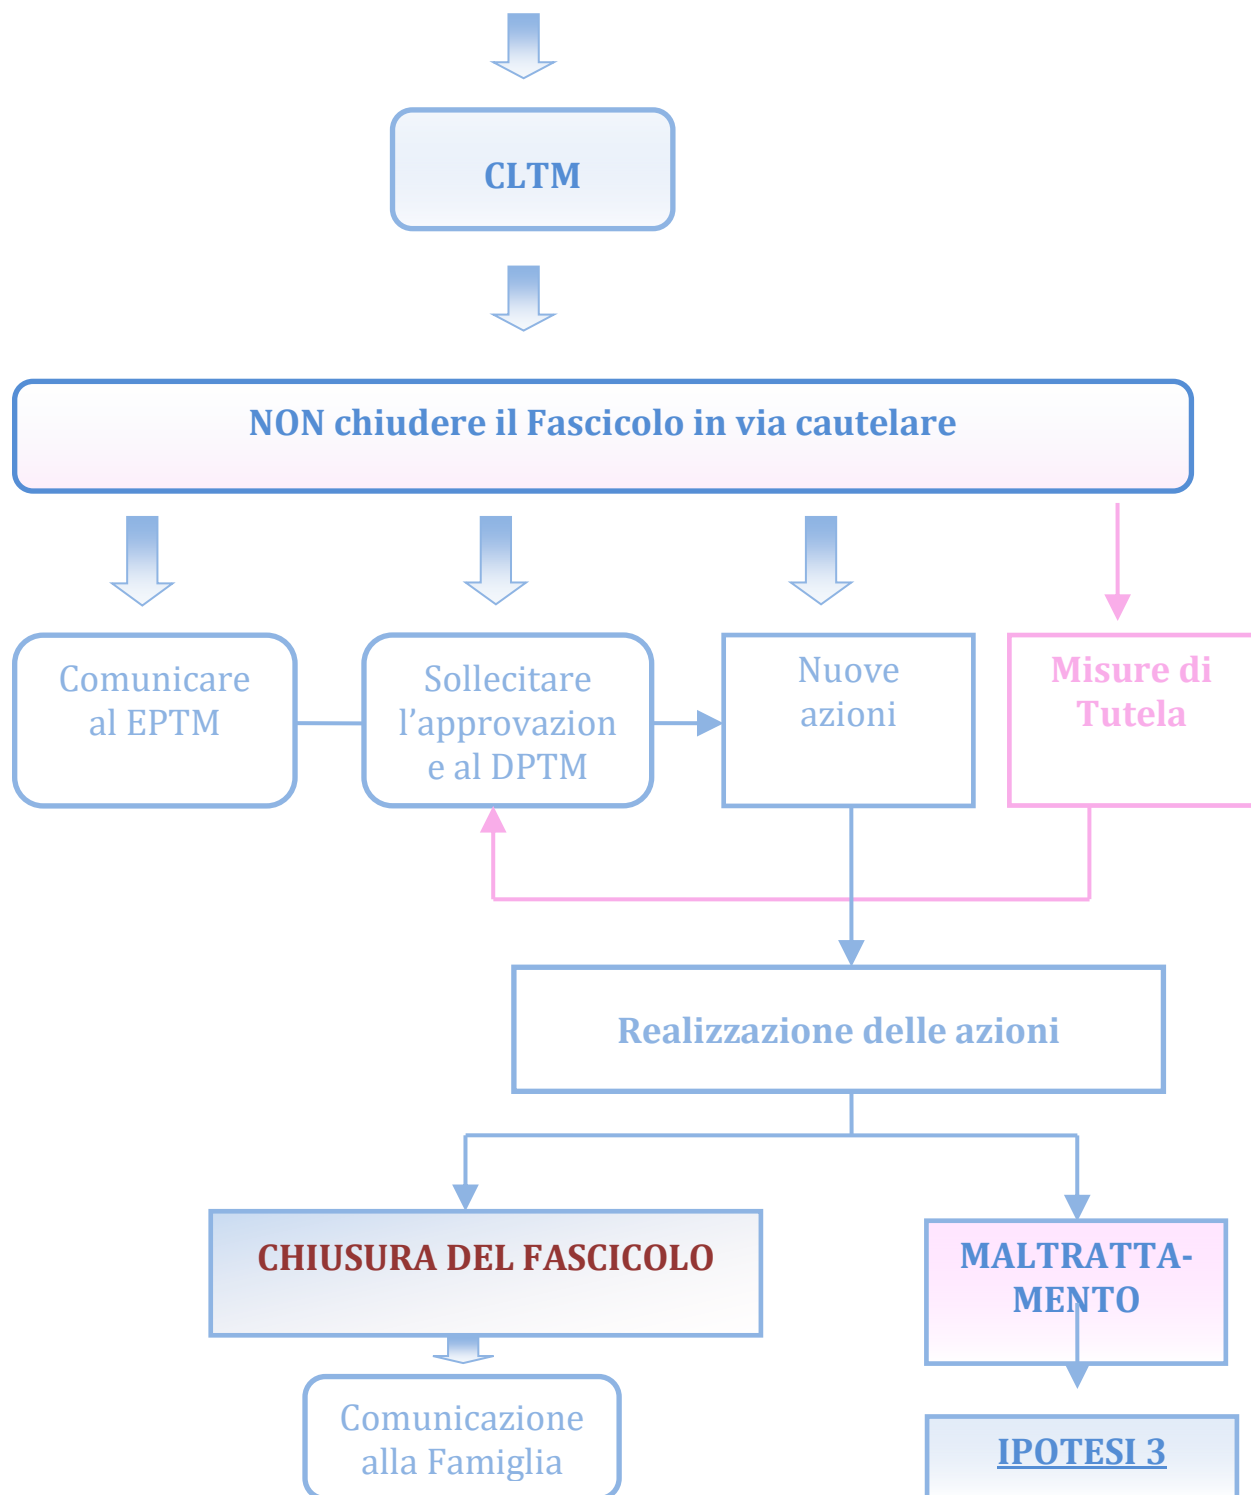 CLTM
NON chiudere il Fascicolo in via cautelare
Comunicare
al EPTM
Sollecitare
l’approvazion
e al DPTM
Nuove
azioni
Misure di
Tutela
Realizzazione delle azioni
CHIUSURA DEL FASCICOLO
MALTRATTA-
MENTO
Comunicazione
alla Famiglia
IPOTESI 3